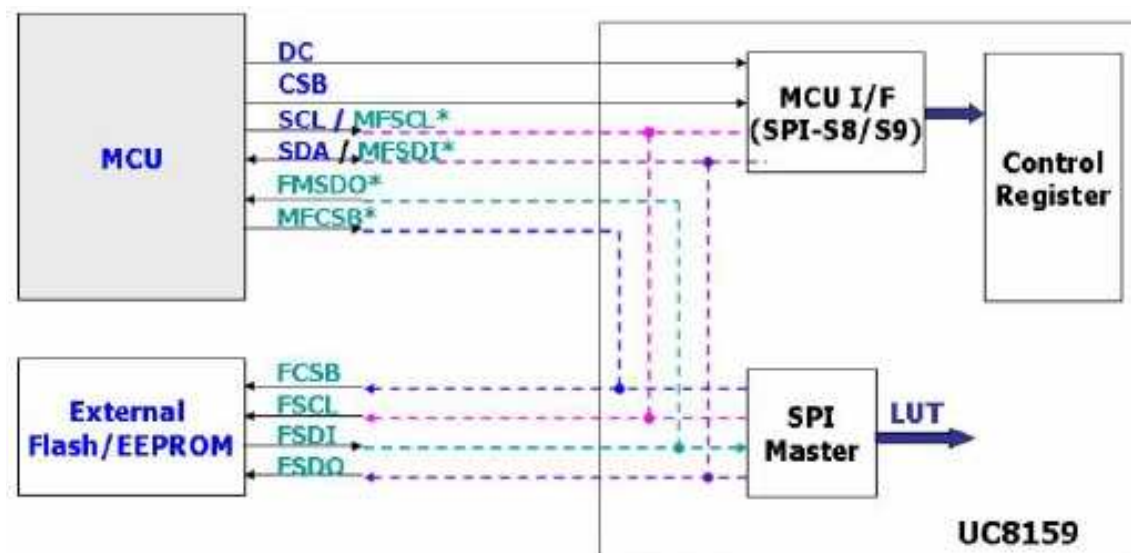 DC
CSB
SCL / MFSCL*
SDA / MFSDI*
FMSDO*
MFCSB*
MCU
MCU I/F
(SPI-S8/S9)
Control
Register
FCSB
FSCL
FSDI
FSDO
External
Flash/EEPROM
SPI
Master
LUT
UC8159